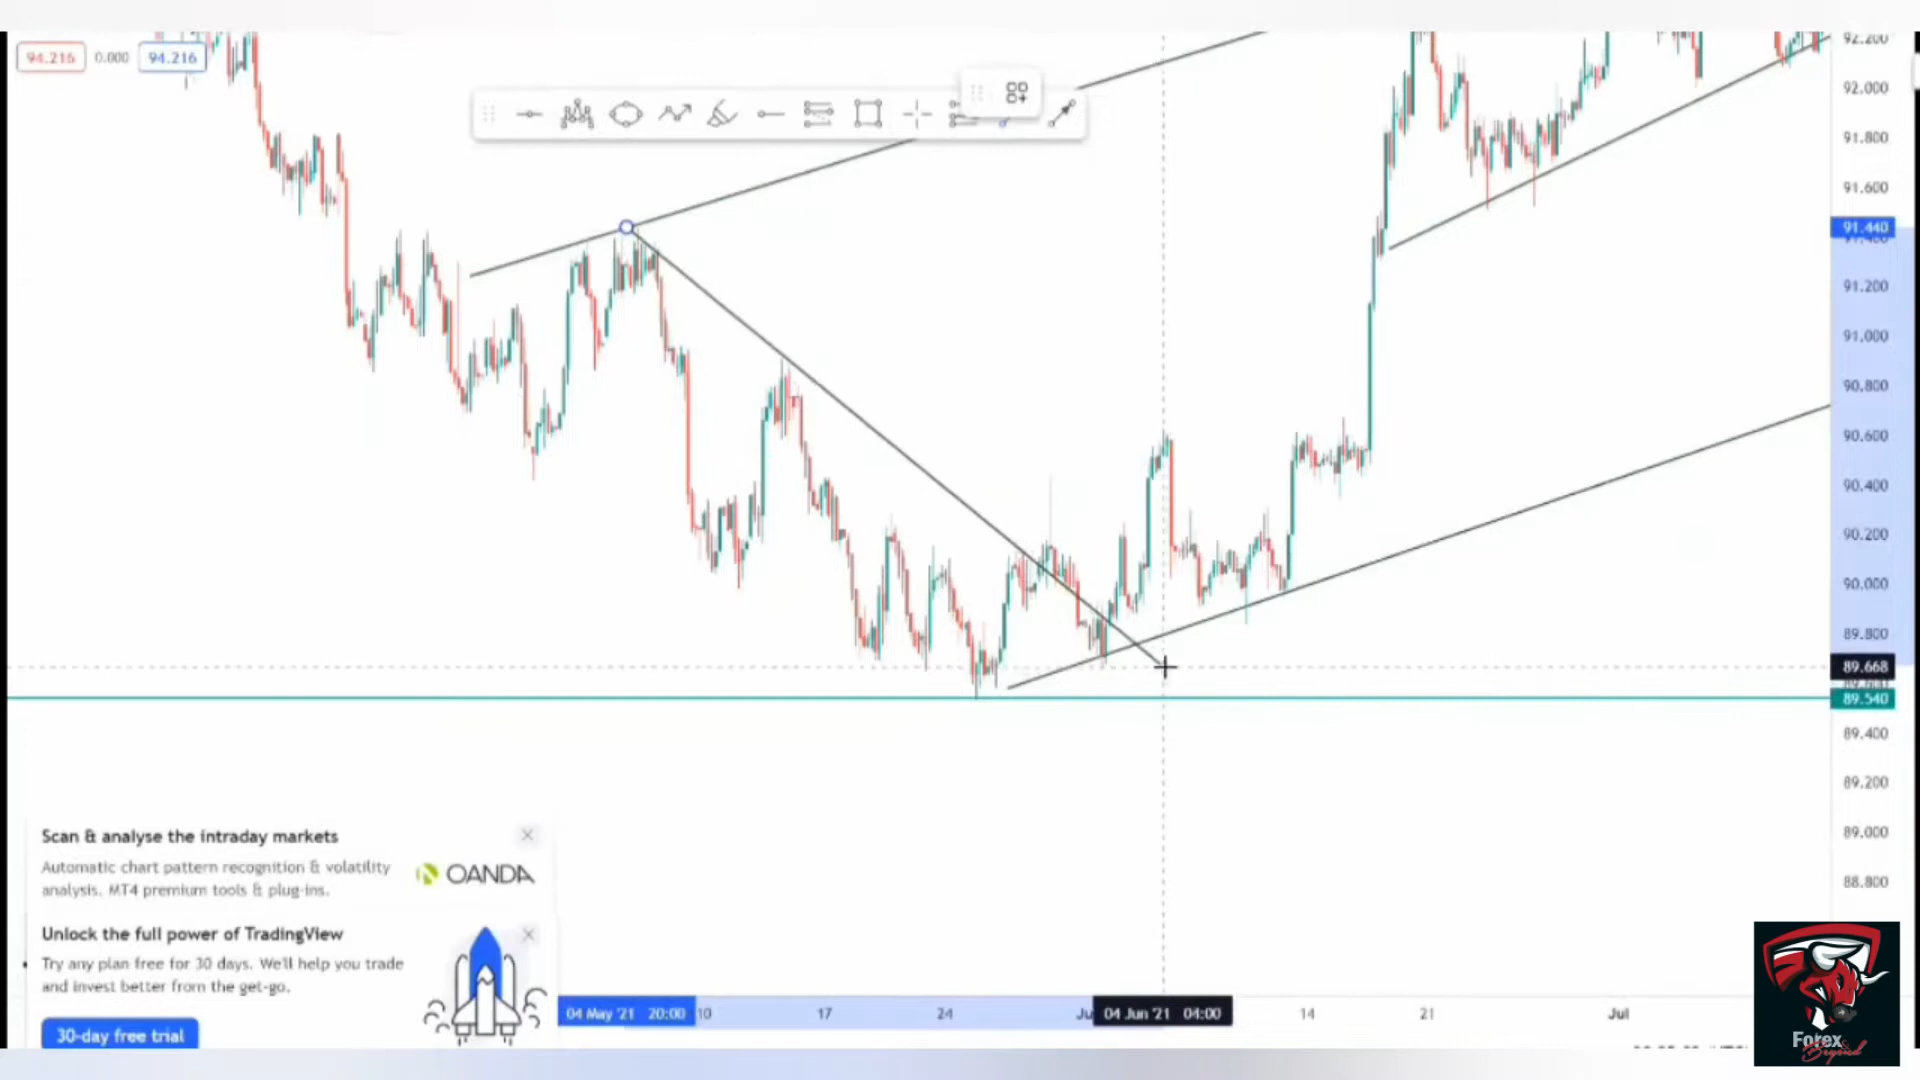 94.216 0.000 94.216
92.200
92.000
91.800
91.600
91.440
91.200
91.000
90.800
90.600
90.400
90.200
90.000
89.800
89.668
89.540
89.400
89.200
89.000
88.800
Scan & analyse the intraday markets
Automatic chart pattern recognition & volatility
analysis. MT4 premium tools & plug-ins.
OANDA
Unlock the full power of TradingView
Try any plan free for 30 days. We'll help you trade
and invest better from the get-go.
30-day free trial
04 May '21 20:00 10 17 24 Ju 04 Jun '21 04:00 14 21 Jul
Forex &
Beyond